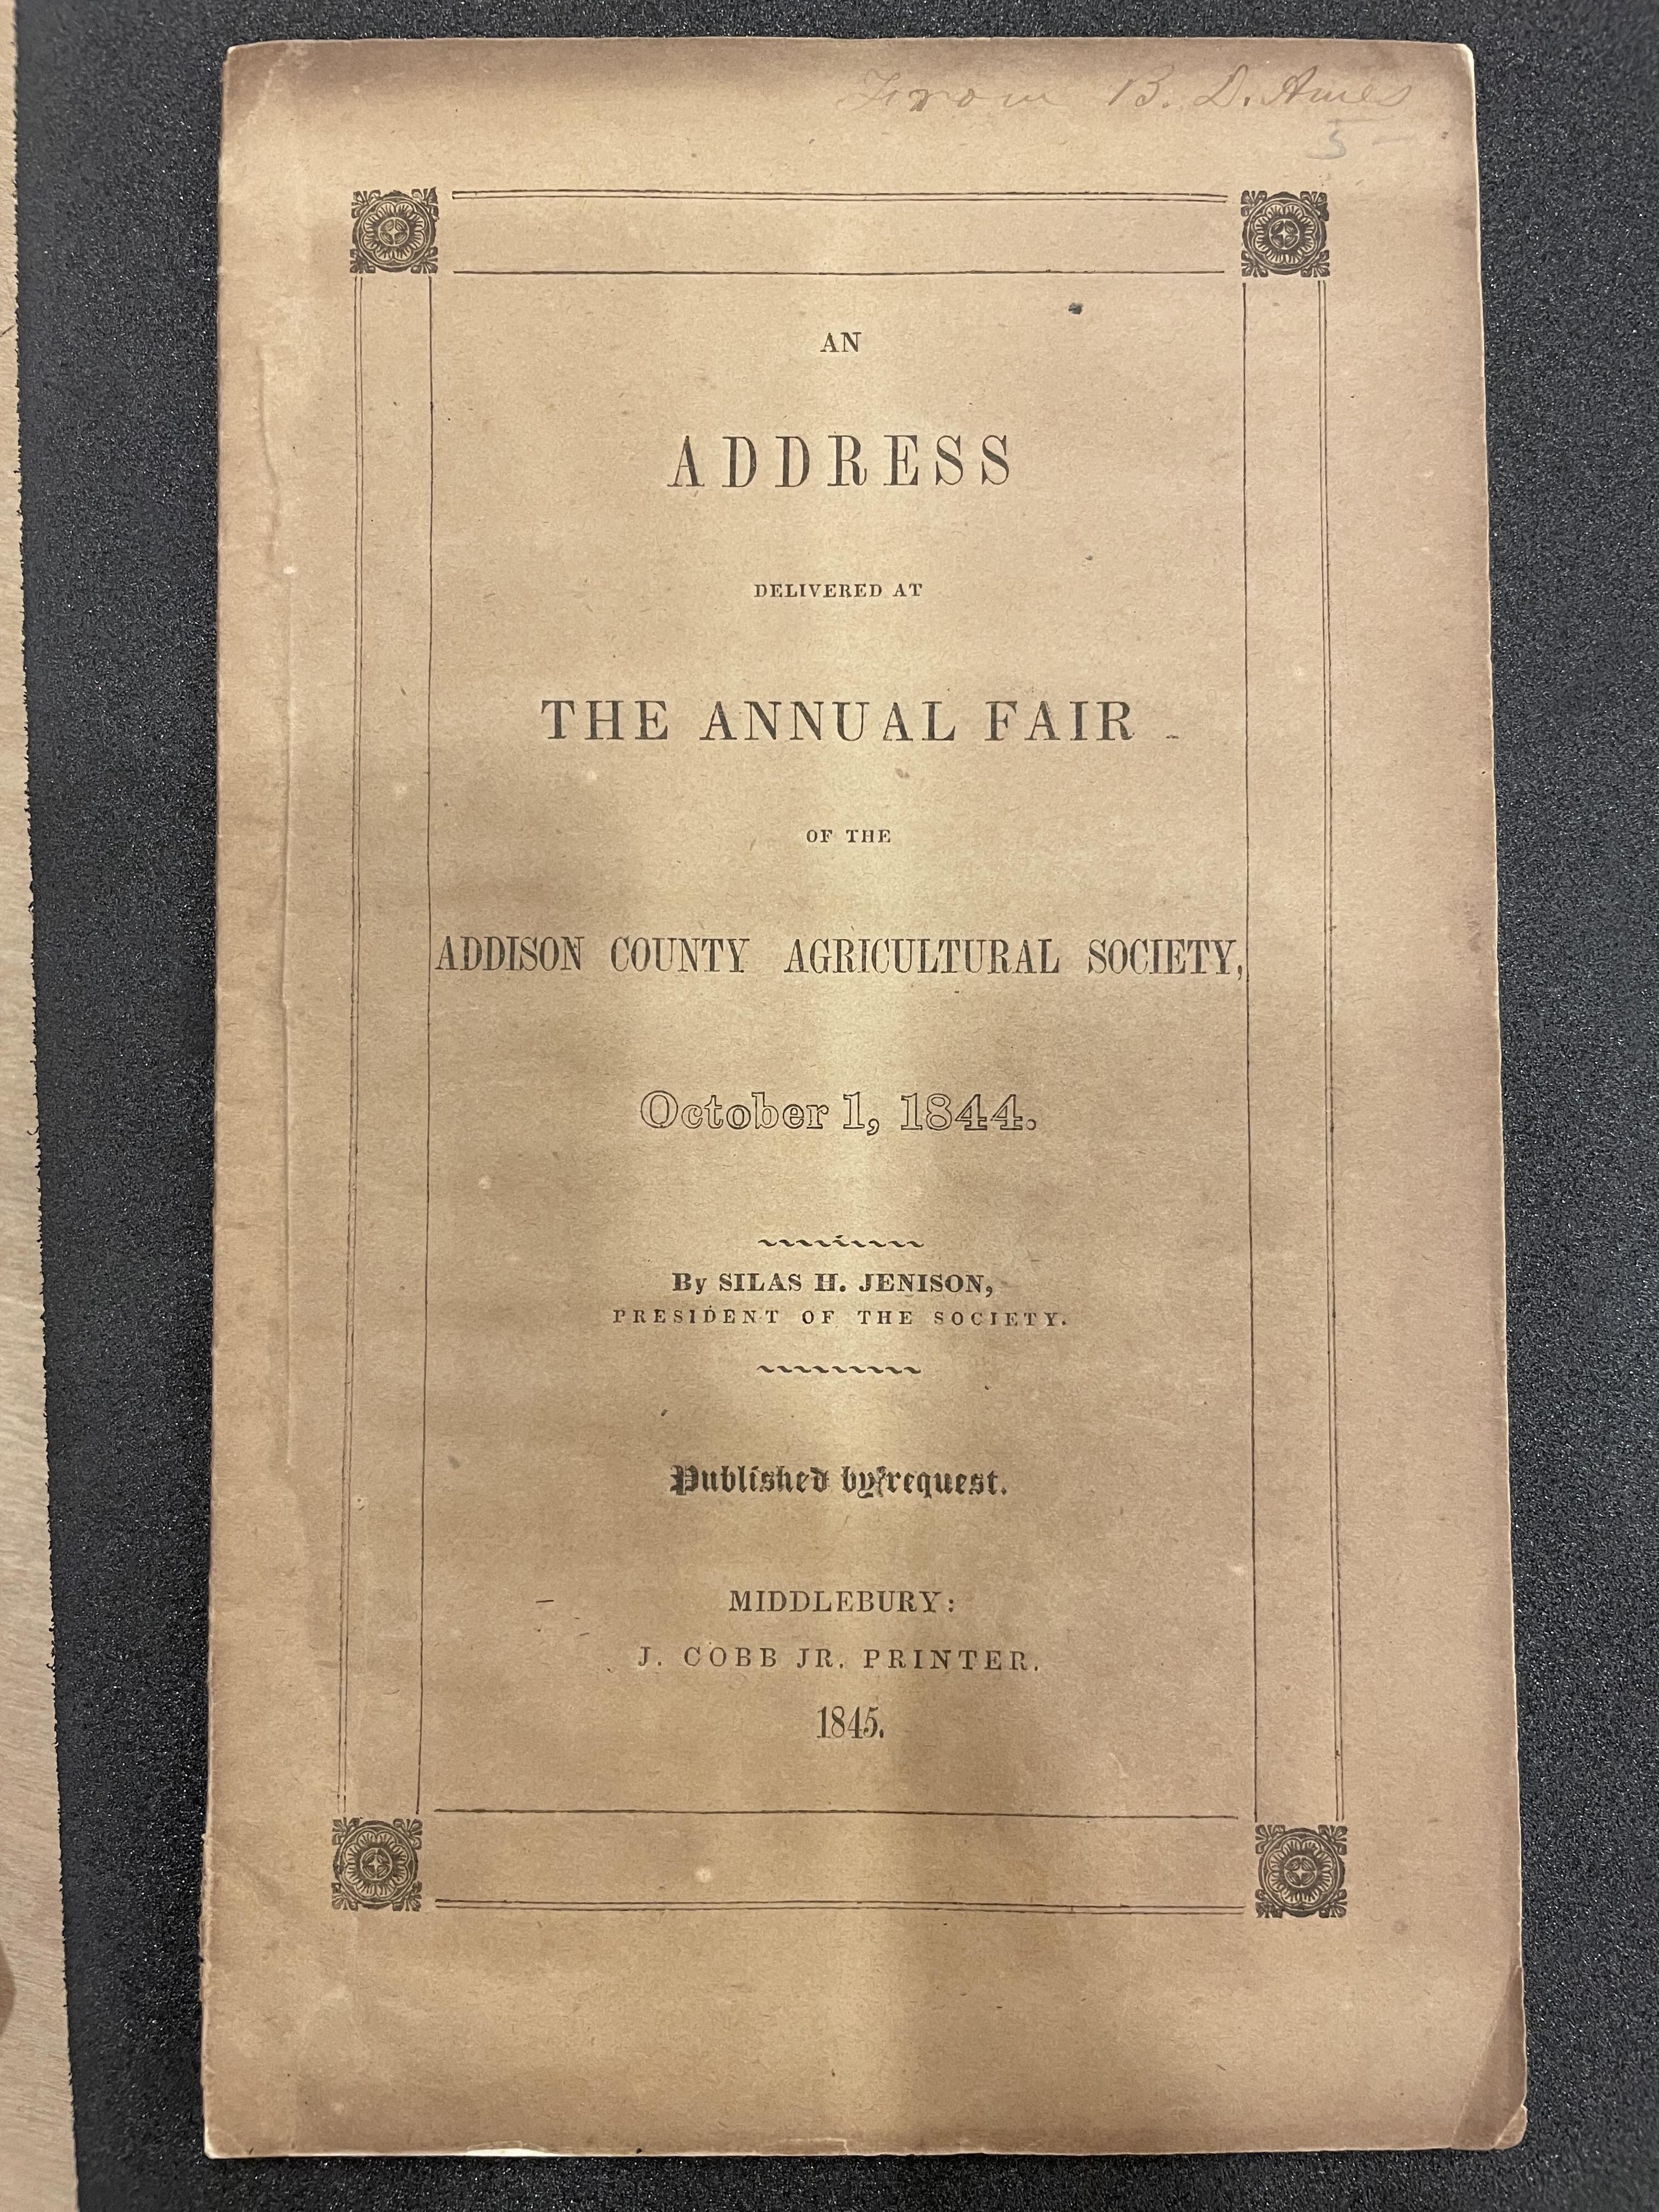 From B. D. Ames
5-
AN
ADDRESS
DELIVERED AT
THE ANNUAL FAIR
OF THE
ADDISON COUNTY AGRICULTURAL SOCIETY,
October 1, 1844.
By SILAS H. JENISON,
PRESIDENT OF THE SOCIETY.
Published by request.
MIDDLEBURY:
J. COBB JR. PRINTER.
1845.